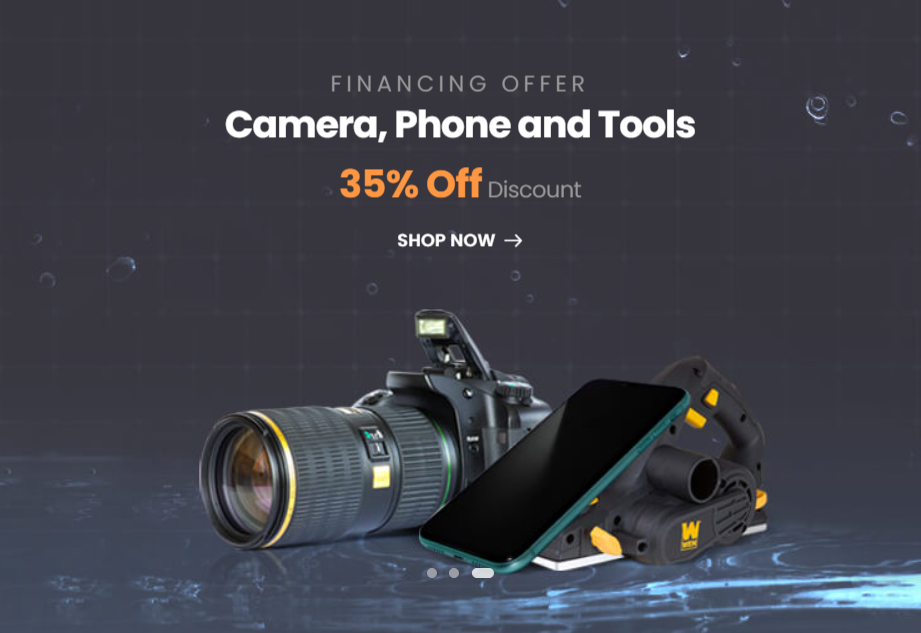 FINANCING OFFER
Camera, Phone and Tools
35% Off Discount
SHOP NOW →
W